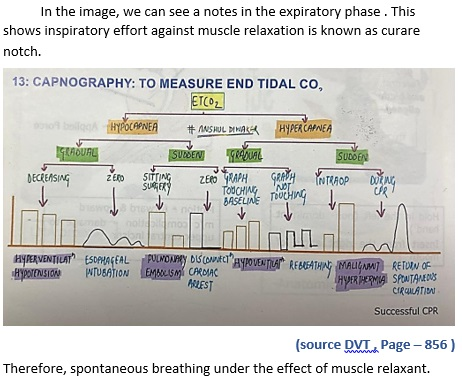 In the image, we can see a notes in the expiratory phase . This
shows inspiratory effort against muscle relaxation is known as curare
notch.
13: CAPNOGRAPHY: TO MEASURE END TIDAL CO₂
ETCO₂
HYPOCAPNEA # ANSHUL DIWAKER HYPERCAPNEA
GRADUAL SUDDEN GRADUAL SUDDEN
DECREASING ZERO SITTING SURGERY ZERO GRAPH TOUCHING BASELINE GRAPH NOT TOUCHING INTRAOP DURING CPR
HYPERVENTILATN HYPOTENSION ESOPHAGEAL INTUBATION PULMONARY EMBOLISM DISCONNECTN CARDIAC ARREST HYPOVENTILATN REBREATHING MALIGNANT HYPERTHERMIA RETURN OF SPONTANEOUS CIRCULATION
Successful CPR
(source DVT , Page – 856 )
Therefore, spontaneous breathing under the effect of muscle relaxant.